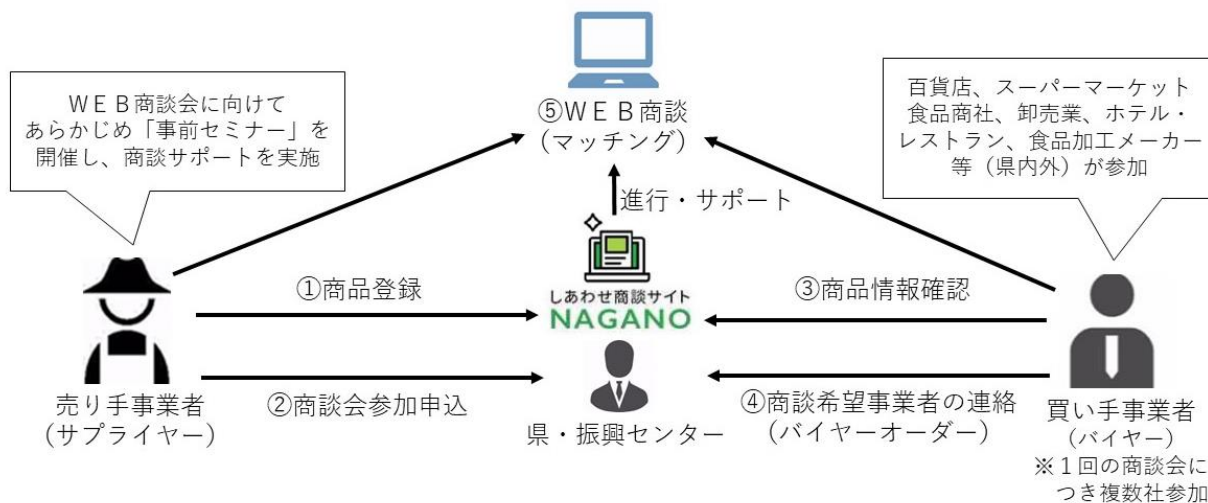 ＷＥＢ商談会に向けて
あらかじめ「事前セミナー」を
開催し、商談サポートを実施
⑤ＷＥＢ商談
（マッチング）
百貨店、スーパーマーケット
食品商社、卸売業、ホテル・
レストラン、食品加工メーカー
等（県内外）が参加
進行・サポート
①商品登録
しあわせ商談サイト
NAGANO
③商品情報確認
②商談会参加申込
④商談希望事業者の連絡
（バイヤーオーダー）
売り手事業者
（サプライヤー）
県・振興センター
買い手事業者
（バイヤー）
※１回の商談会に
つき複数社参加